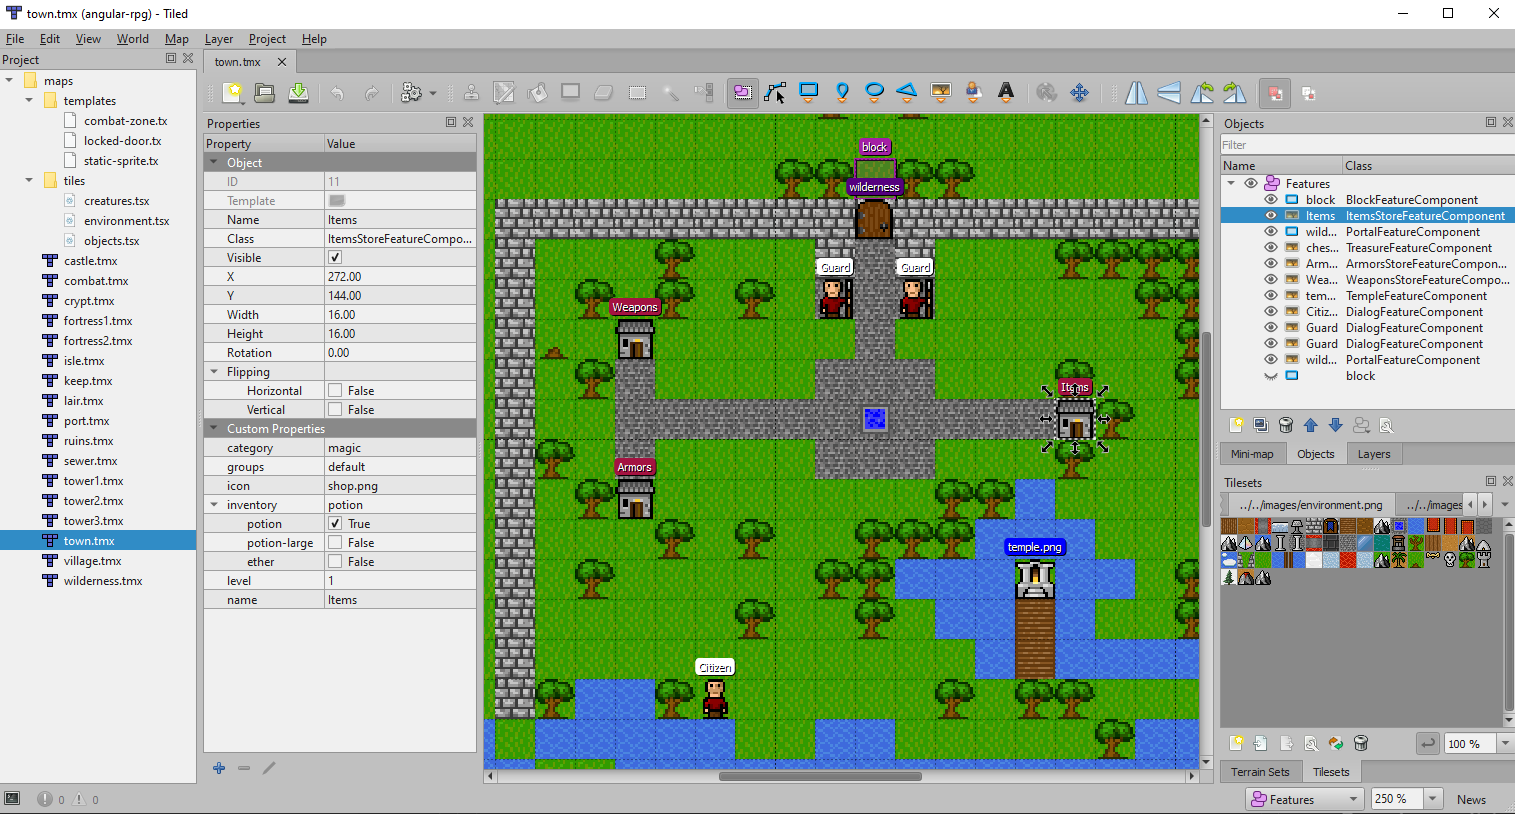 town.tmx (angular-rpg) - Tiled
File Edit View World Map Layer Project Help
Project
maps
templates
combat-zone.tx
locked-door.tx
static-sprite.tx
tiles
creatures.tsx
environment.tsx
objects.tsx
castle.tmx
combat.tmx
crypt.tmx
fortress1.tmx
fortress2.tmx
isle.tmx
keep.tmx
lair.tmx
port.tmx
ruins.tmx
sewer.tmx
tower1.tmx
tower2.tmx
tower3.tmx
town.tmx
village.tmx
wilderness.tmx
0 0
town.tmx
Properties
Property Value
Object
ID 11
Template
Name Items
Class ItemsStoreFeatureCompo...
Visible
X 272.00
Y 144.00
Width 16.00
Height 16.00
Rotation 0.00
Flipping
Horizontal False
Vertical False
Custom Properties
category magic
groups default
icon shop.png
inventory potion
potion True
potion-large False
ether False
level 1
name Items
block
wilderness
Guard Guard
Weapons
Items
Armors
temple.png
Citizen
Objects
Filter
Name Class
Features
block BlockFeatureComponent
Items ItemsStoreFeatureComponent
wild... PortalFeatureComponent
ches... TreasureFeatureComponent
Arm... ArmorsStoreFeatureCompon...
Wea... WeaponsStoreFeatureCompo...
tem... TempleFeatureComponent
Citiz... DialogFeatureComponent
Guard DialogFeatureComponent
Guard DialogFeatureComponent
wild... PortalFeatureComponent
block
Mini-map Objects Layers
Tilesets
../../images/environment.png ../../images
100 %
Terrain Sets Tilesets
Features 250 % News